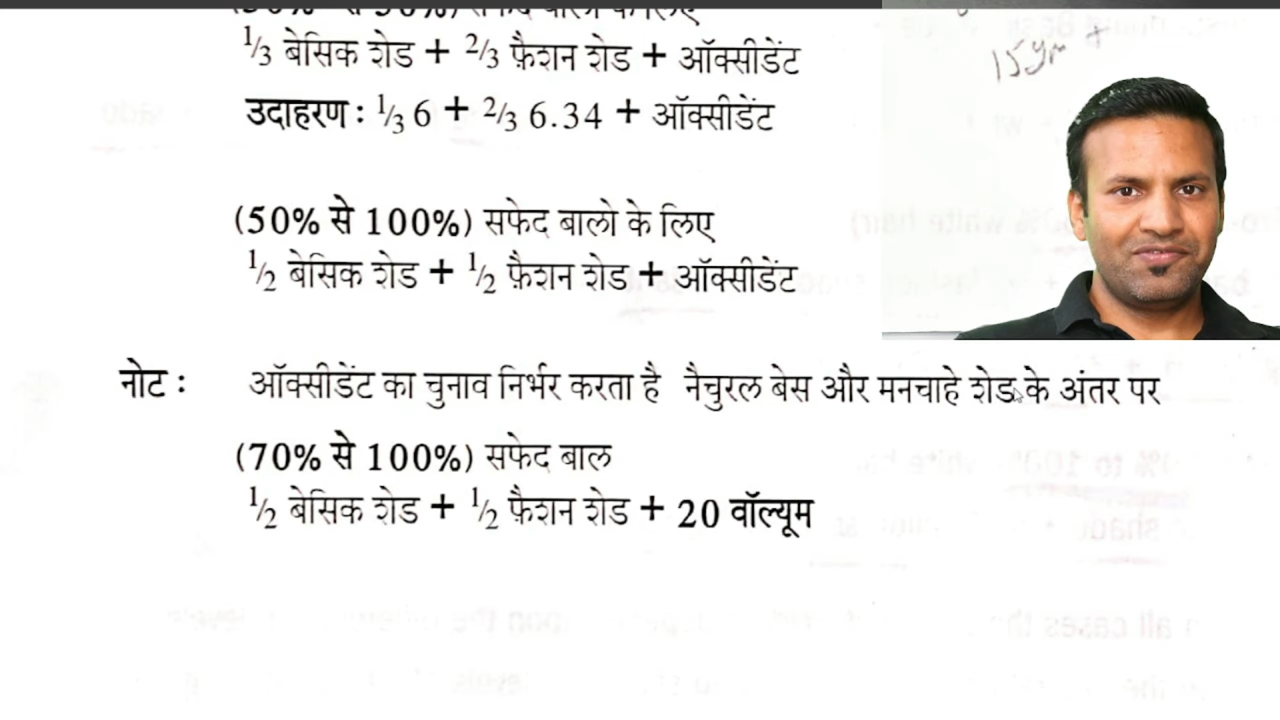 सफेद बालो के लिए
1/3 बेसिक शेड + 2/3 फ़ैशन शेड + ऑक्सीडेंट
उदाहरण : 1/3 6 + 2/3 6.34 + ऑक्सीडेंट
(50% से 100%) सफेद बालो के लिए
1/2 बेसिक शेड + 1/2 फ़ैशन शेड + ऑक्सीडेंट
नोट : ऑक्सीडेंट का चुनाव निर्भर करता है नैचुरल बेस और मनचाहे शेड के अंतर पर
(70% से 100%) सफेद बाल
1/2 बेसिक शेड + 1/2 फ़ैशन शेड + 20 वॉल्यूम
15gm +